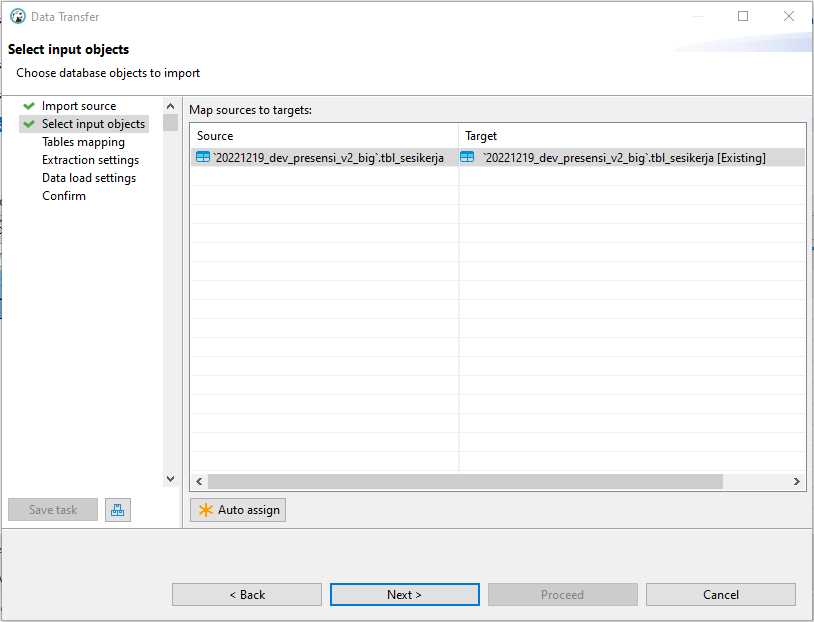 Data Transfer
Select input objects
Choose database objects to import
Import source
Select input objects
Tables mapping
Extraction settings
Data load settings
Confirm
Map sources to targets:
Source Target
`20221219_dev_presensi_v2_big`.tbl_sesikerja `20221219_dev_presensi_v2_big`.tbl_sesikerja [Existing]
Save task
Auto assign
< Back Next > Proceed Cancel